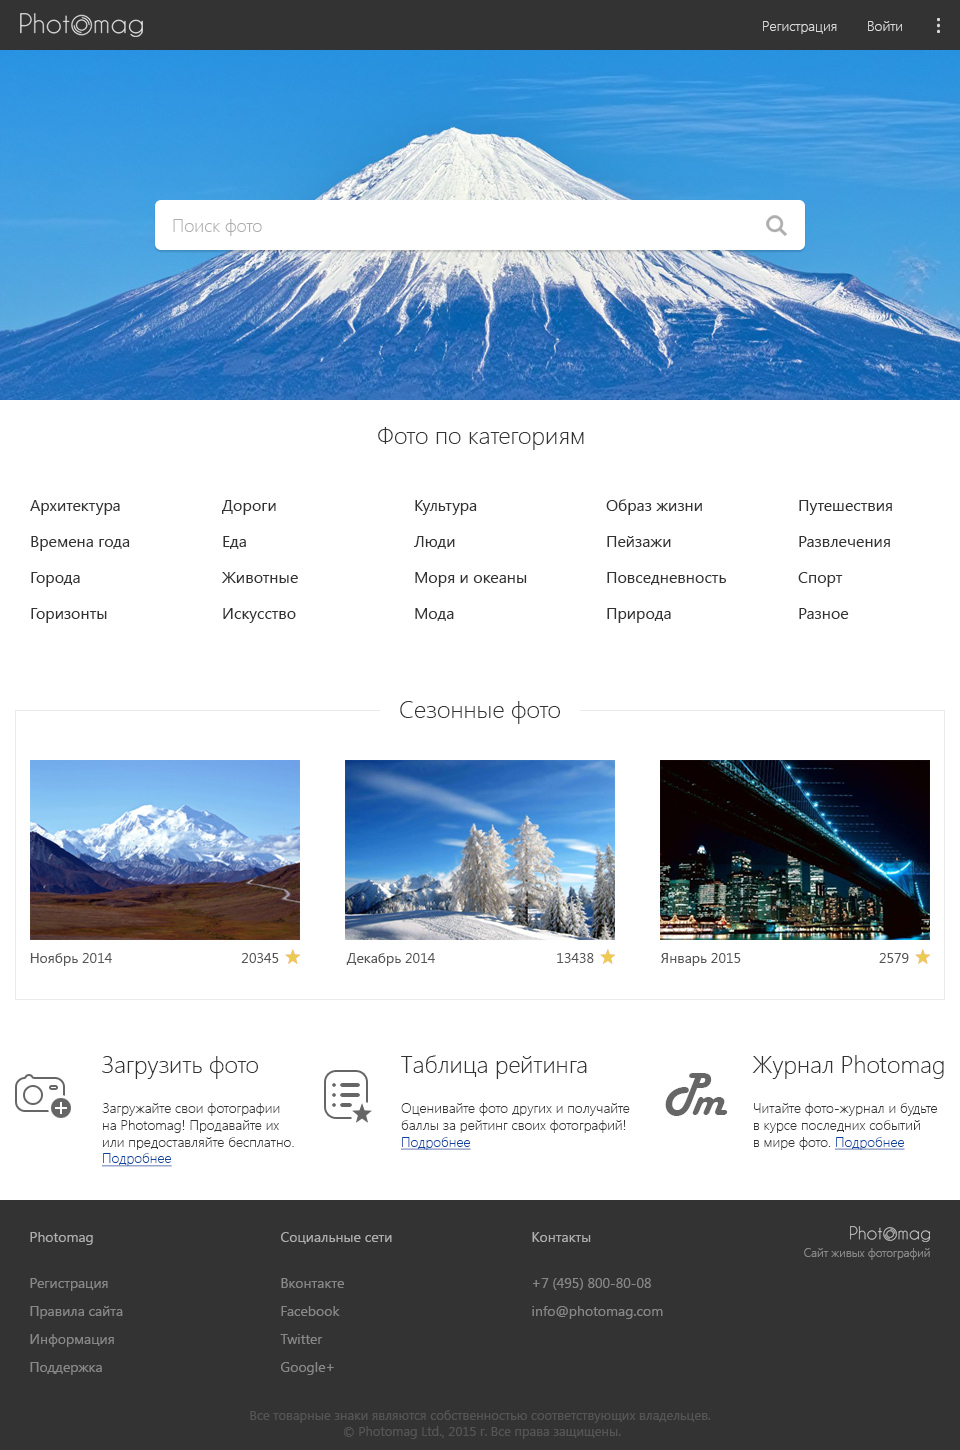 Photomag
Регистрация
Войти
Поиск фото
Фото по категориям
Архитектура
Дороги
Культура
Образ жизни
Путешествия
Времена года
Еда
Люди
Пейзажи
Развлечения
Города
Животные
Моря и океаны
Повседневность
Спорт
Горизонты
Искусство
Мода
Природа
Разное
Сезонные фото
Ноябрь 2014
20345
Декабрь 2014
13438
Январь 2015
2579
Загрузить фото
Загружайте свои фотографии
на Photomag! Продавайте их
или предоставляйте бесплатно.
Подробнее
Таблица рейтинга
Оценивайте фото других и получайте
баллы за рейтинг своих фотографий!
Подробнее
Pm
Журнал Photomag
Читайте фото-журнал и будьте
в курсе последних событий
в мире фото. Подробнее
Photomag
Регистрация
Правила сайта
Информация
Поддержка
Социальные сети
Вконтакте
Facebook
Twitter
Google+
Контакты
+7 (495) 800-80-08
info@photomag.com
Photomag
Сайт живых фотографий
Все товарные знаки являются собственностью соответствующих владельцев.
© Photomag Ltd., 2015 г. Все права защищены.